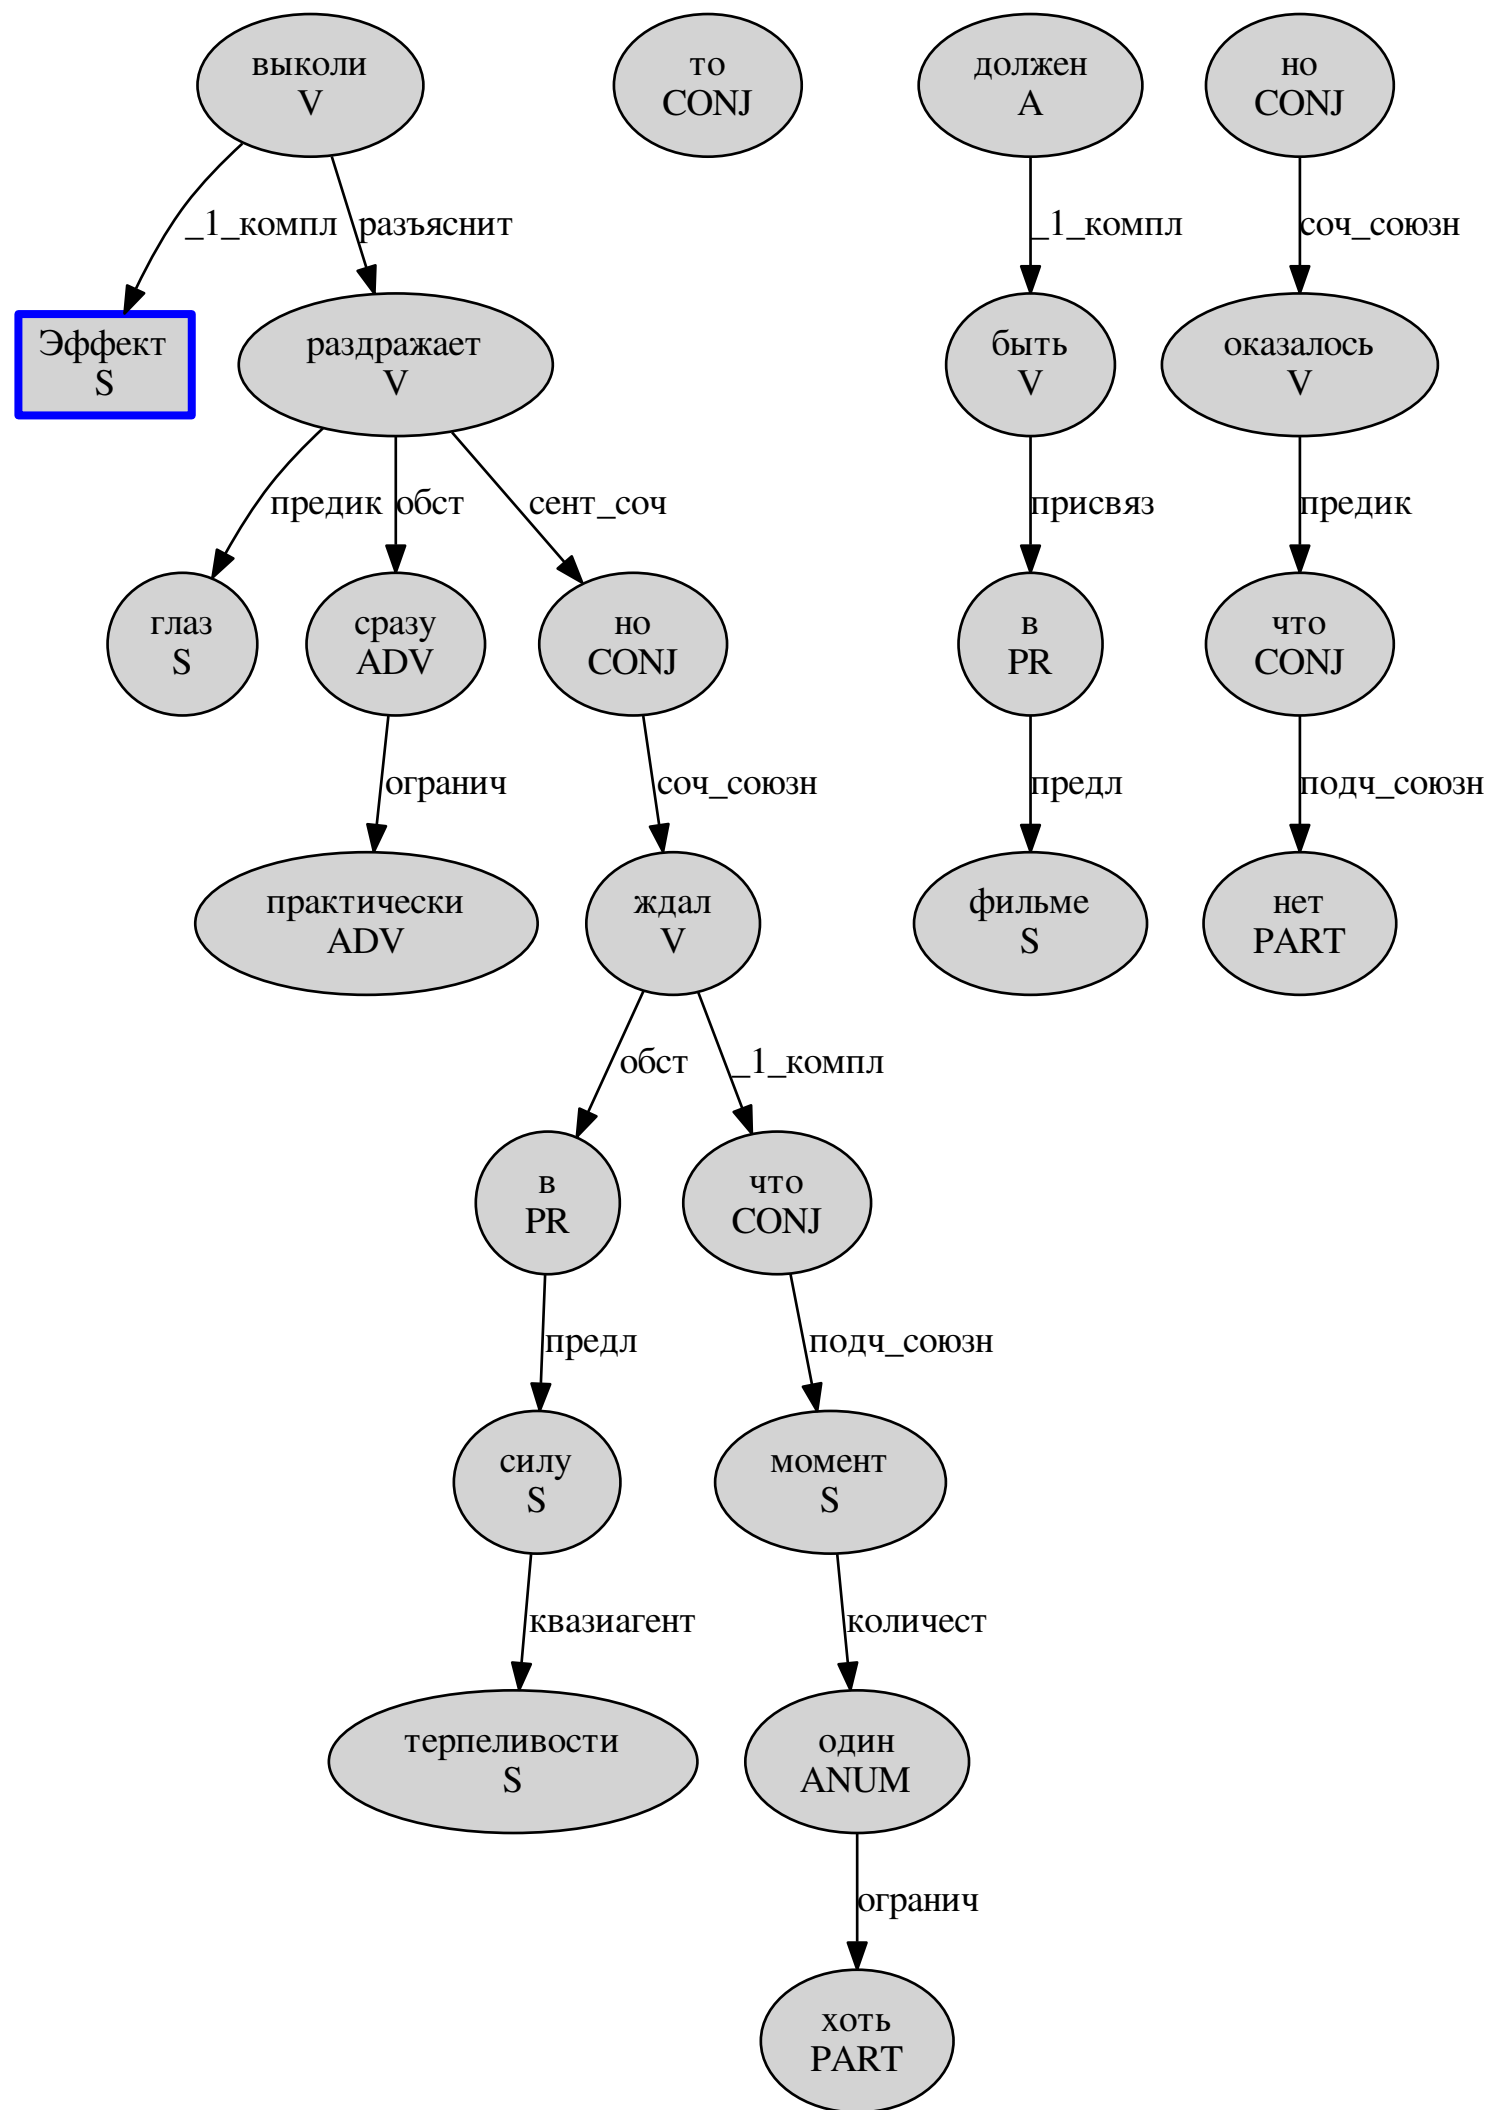 выколи
V
то
CONJ
должен
A
но
CONJ
_1_компл
разъяснит
_1_компл
соч_союзн
Эффект
S
раздражает
V
быть
V
оказалось
V
предик
обст
сент_соч
присвяз
предик
глаз
S
сразу
ADV
но
CONJ
в
PR
что
CONJ
огранич
соч_союзн
предл
подч_союзн
практически
ADV
ждал
V
фильме
S
нет
PART
обст
_1_компл
в
PR
что
CONJ
предл
подч_союзн
силу
S
момент
S
квазиагент
количест
терпеливости
S
один
ANUM
огранич
хоть
PART